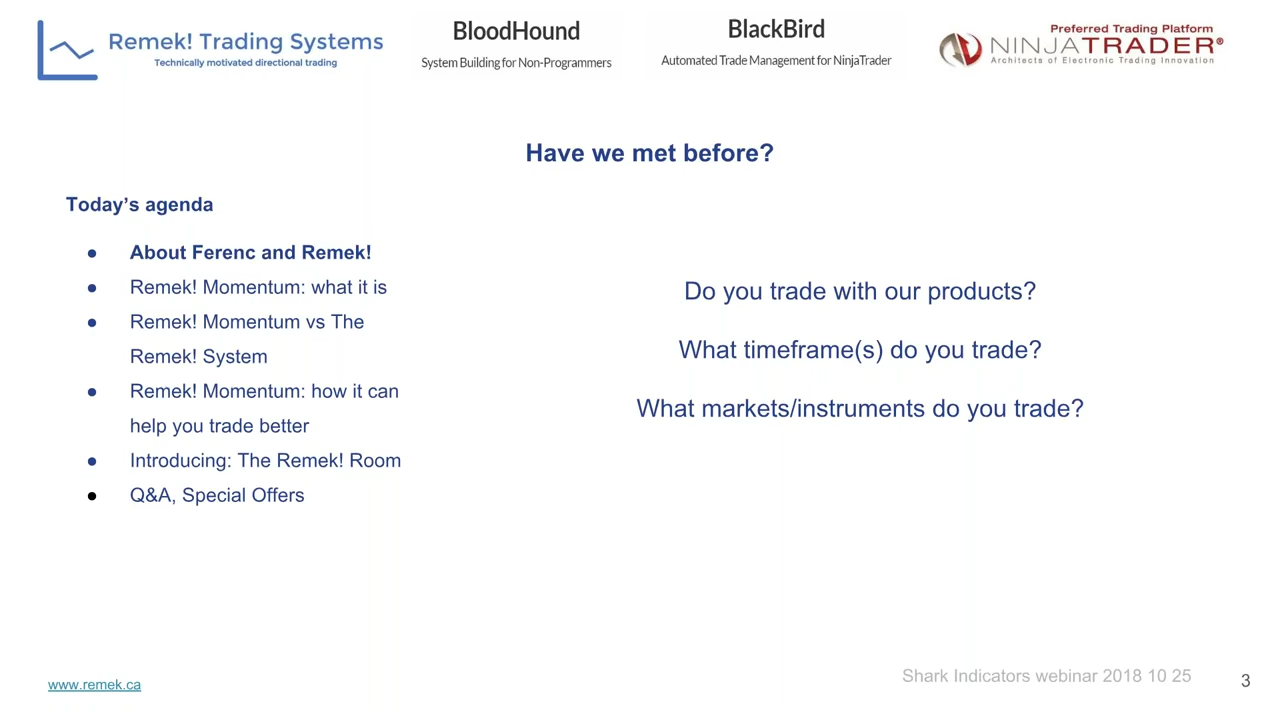 Remek! Trading Systems
Technically motivated directional trading
BloodHound
System Building for Non-Programmers
BlackBird
Automated Trade Management for NinjaTrader
Preferred Trading Platform
NINJATRADER®
Architects of Electronic Trading Innovation
Have we met before?
Today’s agenda
● About Ferenc and Remek!
● Remek! Momentum: what it is
● Remek! Momentum vs The
Remek! System
● Remek! Momentum: how it can
help you trade better
● Introducing: The Remek! Room
● Q&A, Special Offers
Do you trade with our products?
What timeframe(s) do you trade?
What markets/instruments do you trade?
www.remek.ca
Shark Indicators webinar 2018 10 25
3